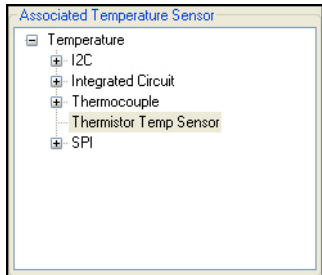 Associated Temperature Sensor
Temperature
I2C
Integrated Circuit
Thermocouple
Thermistor Temp Sensor
SPI